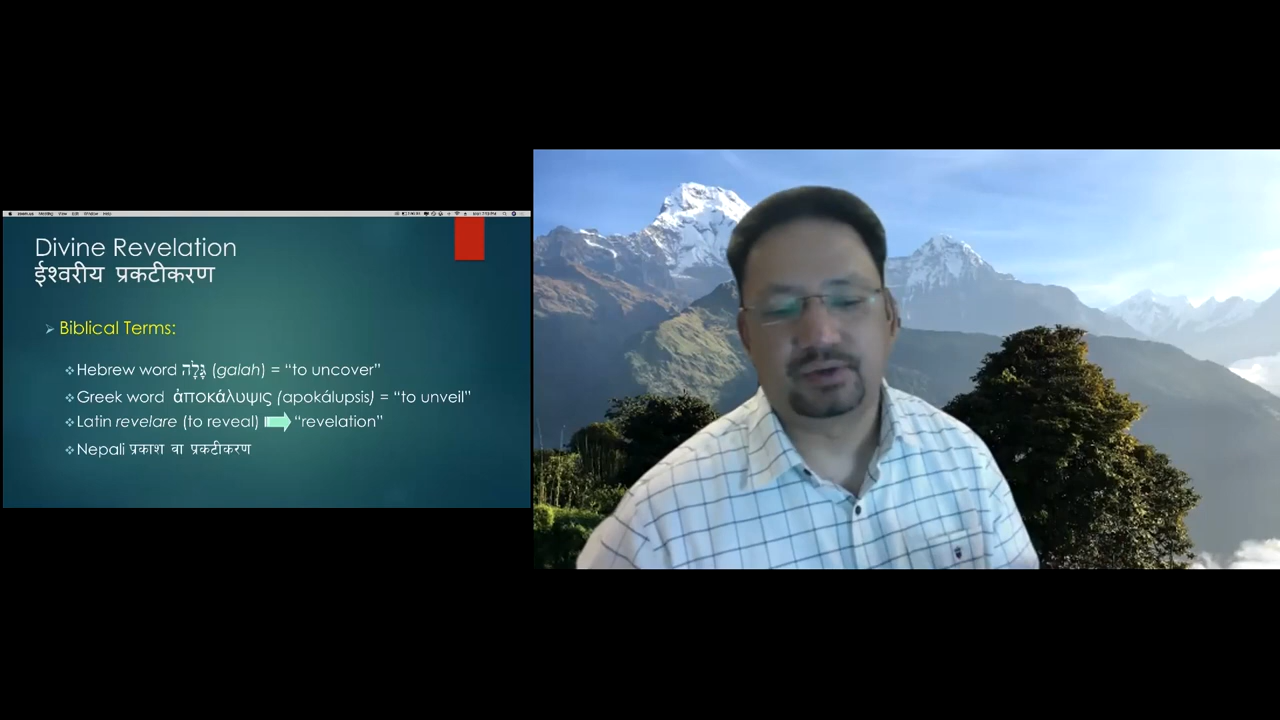 Divine Revelation
ईश्वरीय प्रकटीकरण
Biblical Terms:
Hebrew word גָּלָה (galah) = “to uncover”
Greek word ἀποκάλυψις (apokálupsis) = “to unveil”
Latin revelare (to reveal) “revelation”
Nepali प्रकाश वा प्रकटीकरण